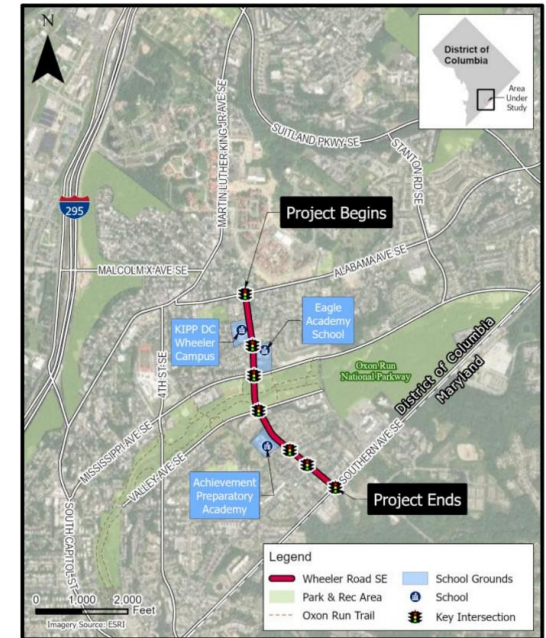 N
District of
Columbia
Area
Under
Study
SUITLAND PKWY SE
MARTIN LUTHER KING JR AVE SE
STANTON RD SE
295
Project Begins
MALCOLM X AVE SE
ALABAMA AVE SE
KIPP DC
Wheeler
Campus
Eagle
Academy
School
4TH ST SE
Oxon Run
National Parkway
District of Columbia
Maryland
MISSISSIPPI AVE SE
VALLEY AVE SE
SOUTHERN AVE SE
Achievement
Preparatory
Academy
Project Ends
SOUTH CAPITOL ST
Legend
Wheeler Road SE
School Grounds
Park & Rec Area
School
Oxon Run Trail
Key Intersection
0 1,000 2,000
Feet
Imagery Source: ESRI